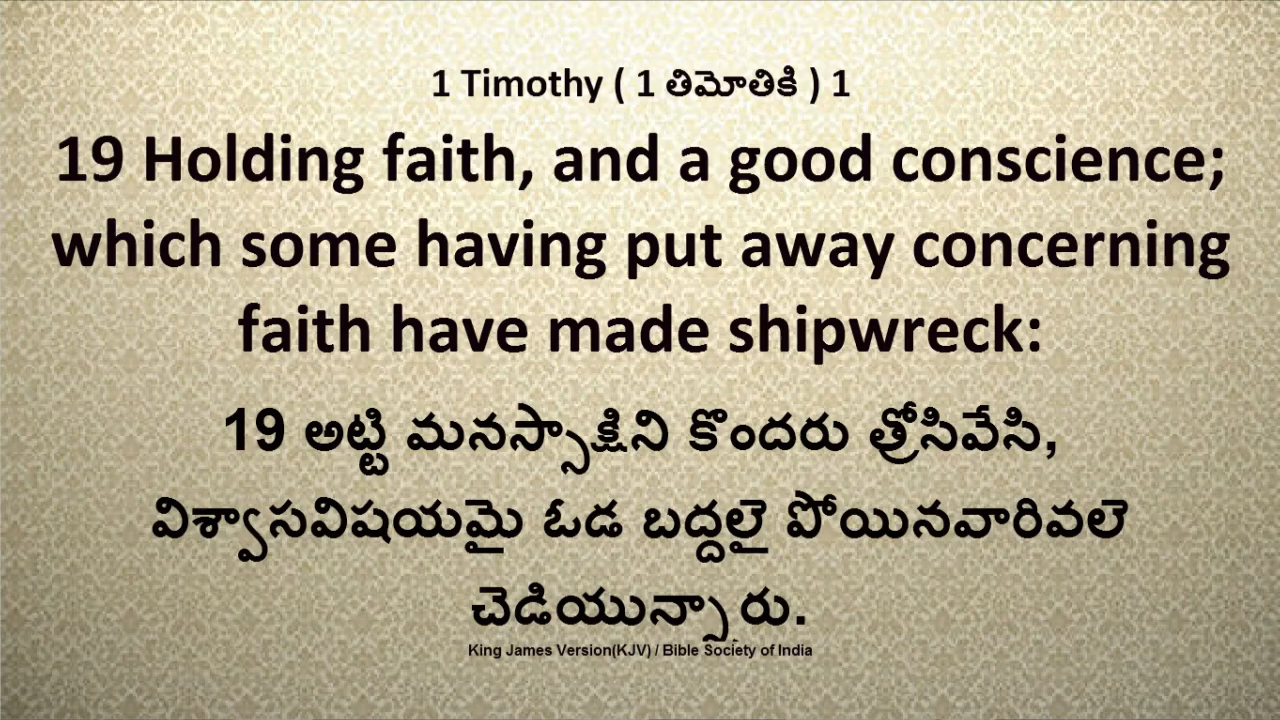 1 Timothy ( 1 తిమోతికి ) 1
19 Holding faith, and a good conscience;
which some having put away concerning
faith have made shipwreck:
19 అట్టి మనస్సాక్షిని కొందరు త్రోసివేసి,
విశ్వాసవిషయమై ఓడ బద్దలై పోయినవారివలె
చెడియున్నారు.
King James Version(KJV) / Bible Society of India